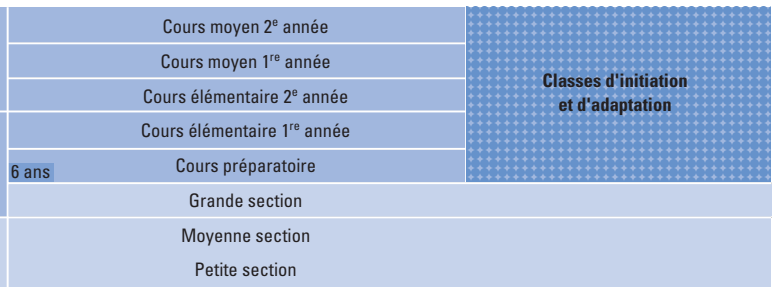 Cours moyen 2e année
Cours moyen 1re année
Cours élémentaire 2e année
Cours élémentaire 1re année
6 ans Cours préparatoire
Grande section
Moyenne section
Petite section
Classes d'initiation
et d'adaptation